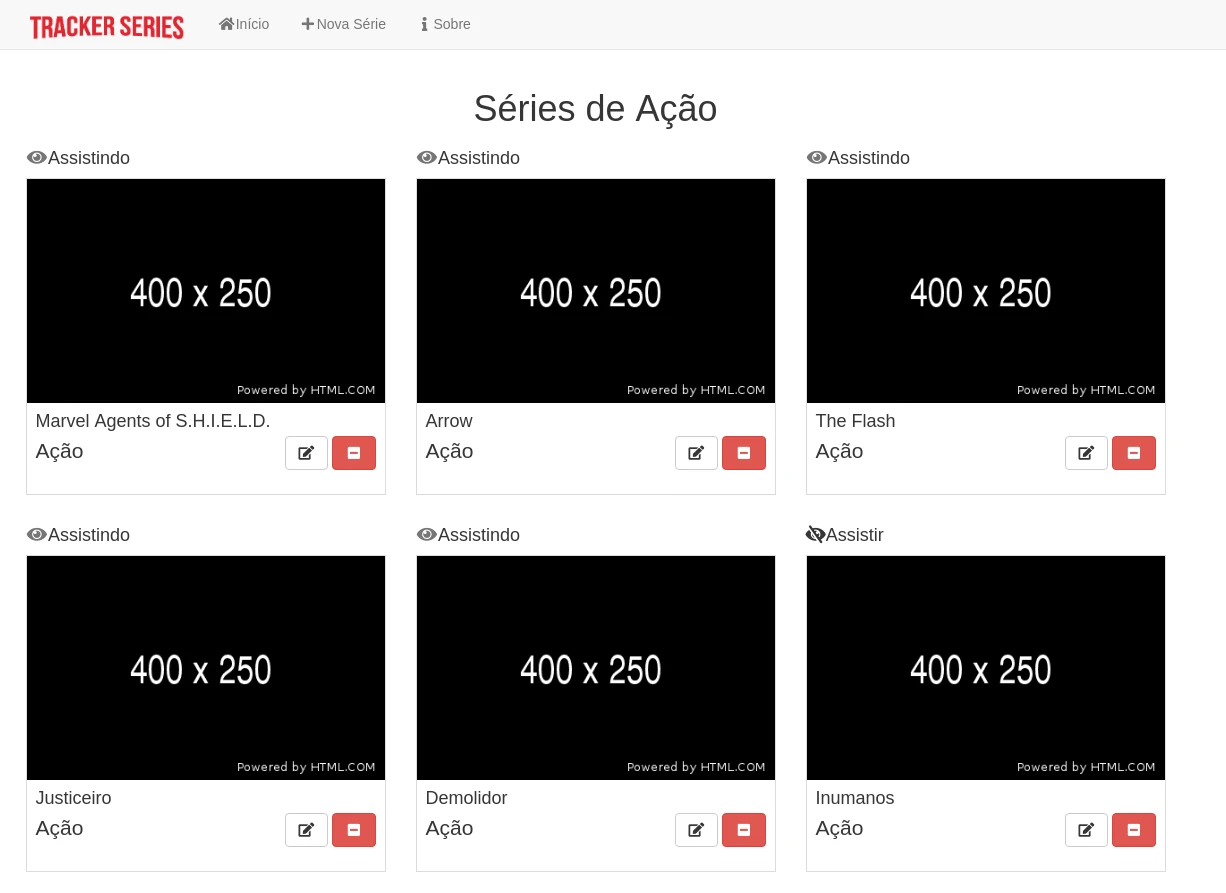 TRACKER SERIES Início Nova Série Sobre
Séries de Ação
Assistindo Assistindo Assistindo
400 x 250 400 x 250 400 x 250
Powered by HTML.COM Powered by HTML.COM Powered by HTML.COM
Marvel Agents of S.H.I.E.L.D. Arrow The Flash
Ação Ação Ação
Assistindo Assistindo Assistir
400 x 250 400 x 250 400 x 250
Powered by HTML.COM Powered by HTML.COM Powered by HTML.COM
Justiceiro Demolidor Inumanos
Ação Ação Ação